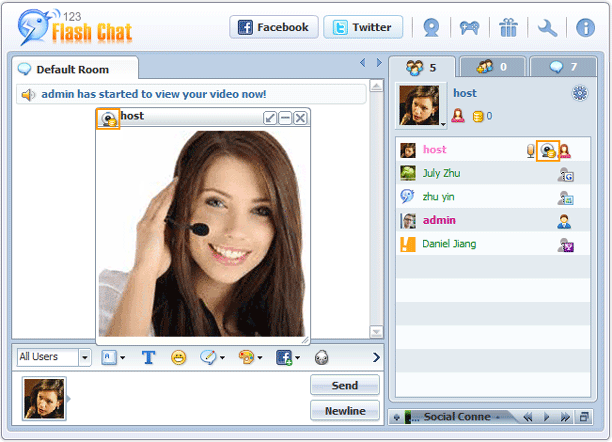 123
Flash Chat
Facebook
Twitter
Default Room
5
0
7
admin has started to view your video now!
host
host
0
host
July Zhu
G
zhu yin
admin
Daniel Jiang
All Users
T
Send
Newline
... Social Conne